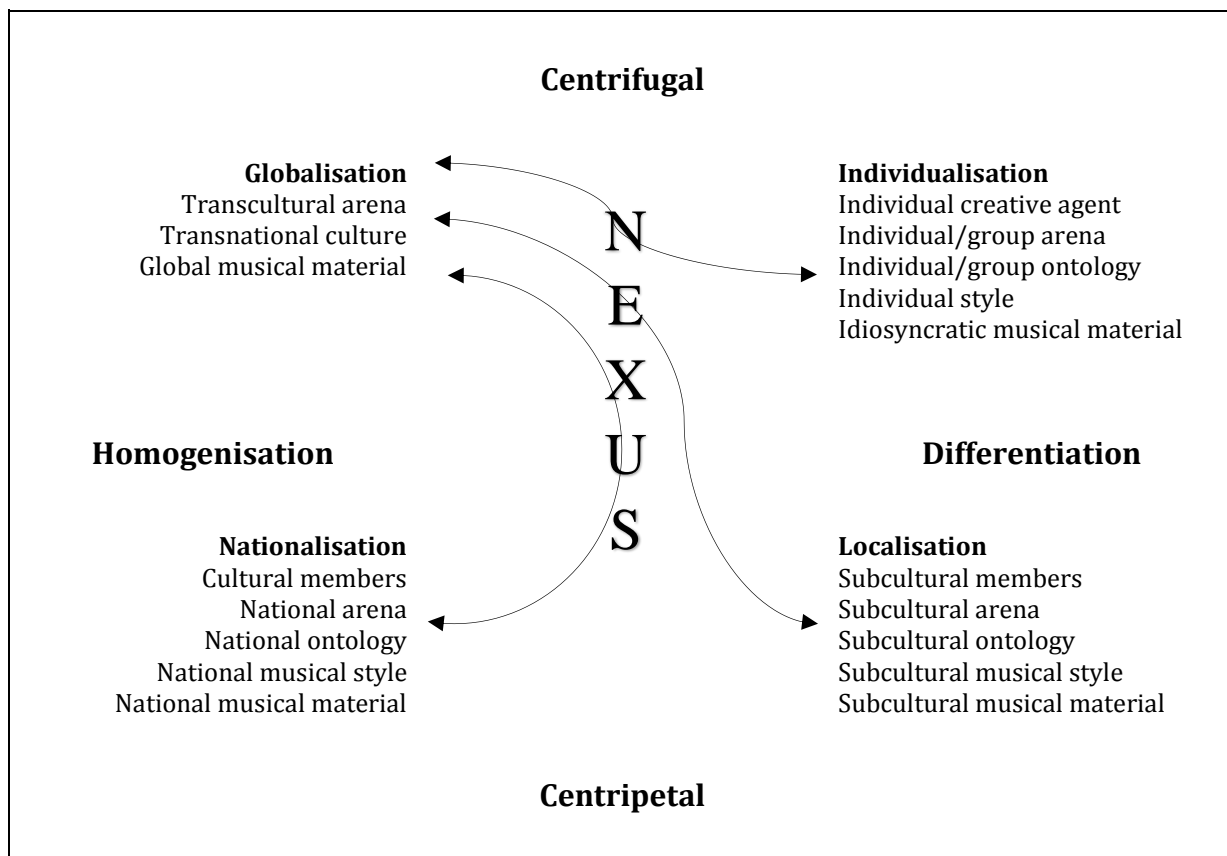 Centrifugal
Globalisation
Transcultural arena
Transnational culture
Global musical material
NEXUS
Individualisation
Individual creative agent
Individual/group arena
Individual/group ontology
Individual style
Idiosyncratic musical material
Homogenisation
Differentiation
Nationalisation
Cultural members
National arena
National ontology
National musical style
National musical material
Localisation
Subcultural members
Subcultural arena
Subcultural ontology
Subcultural musical style
Subcultural musical material
Centripetal